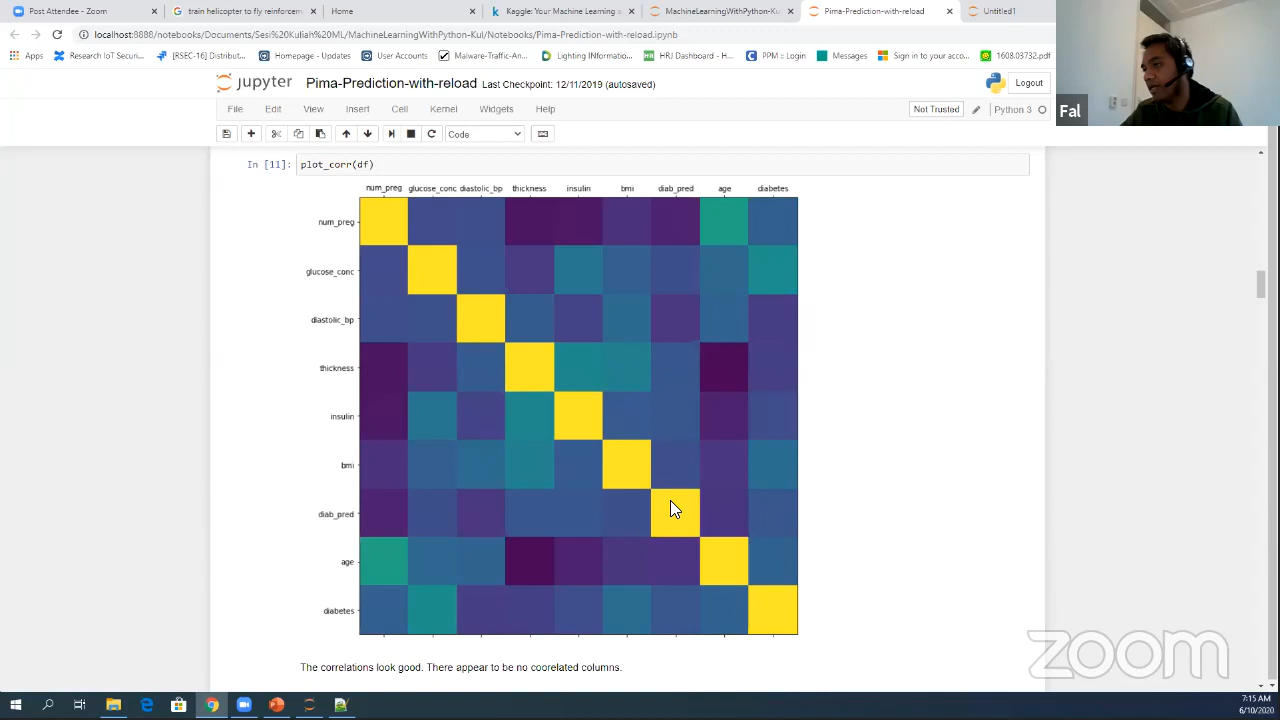 Post Attendee - Zoom
train helicopter to fly reinforcem
Home
Kaggle: Your Machine Learning a
MachineLearningWithPython-Ku
Pima-Prediction-with-reload
Untitled1
localhost:8888/notebooks/Documents/Sesi%20Kuliah%20ML/MachineLearningWithPython-Kul/Notebooks/Pima-Prediction-with-reload.ipynb
Apps
Research IoT Securi...
[RSEC-16] Distribut...
Updates
User Accounts
Malware-Traffic-An...
Lighting INformatio...
HRJ Dashboard - H...
PPM :: Login
Messages
Sign in to your acco...
1608.03732.pdf
jupyter
Pima-Prediction-with-reload Last Checkpoint: 12/11/2019 (autosaved)
Logout
Fal
File Edit View Insert Cell Kernel Widgets Help
Not Trusted
Python 3
Code
In [11]: plot_corr(df)
num_preg glucose_conc diastolic_bp thickness insulin bmi diab_pred age diabetes
num_preg
glucose_conc
diastolic_bp
thickness
insulin
bmi
diab_pred
age
diabetes
The correlations look good. There appear to be no coorelated columns.
zoom
7:15 AM
6/10/2020